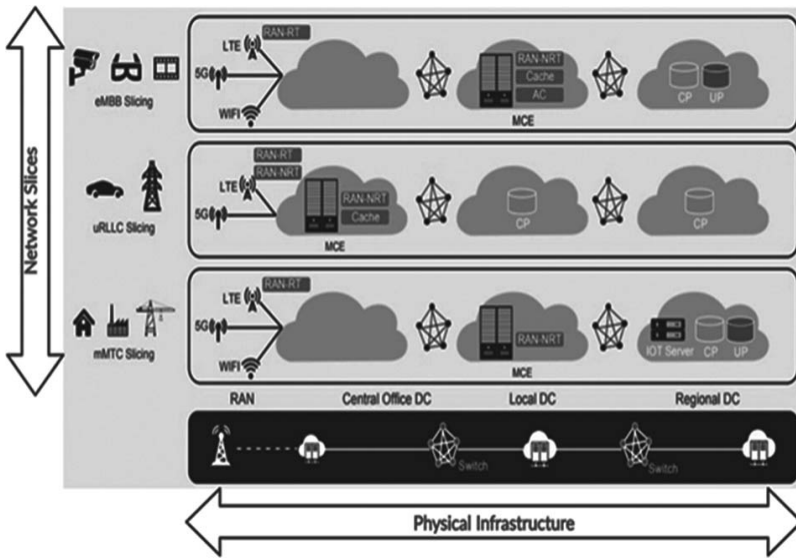 Network Slices
eMBB Slicing
LTE
RAN-RT
5G
WIFI
RAN-NRT
Cache
AC
MCE
CP UP
uRLLC Slicing
RAN-RT
RAN-NRT
LTE
5G
RAN-NRT
Cache
MCE
CP
CP
mMTC Slicing
RAN-RT
LTE
5G
WIFI
RAN-NRT
MCE
IOT Server CP UP
RAN Central Office DC Local DC Regional DC
Switch Switch
Physical Infrastructure